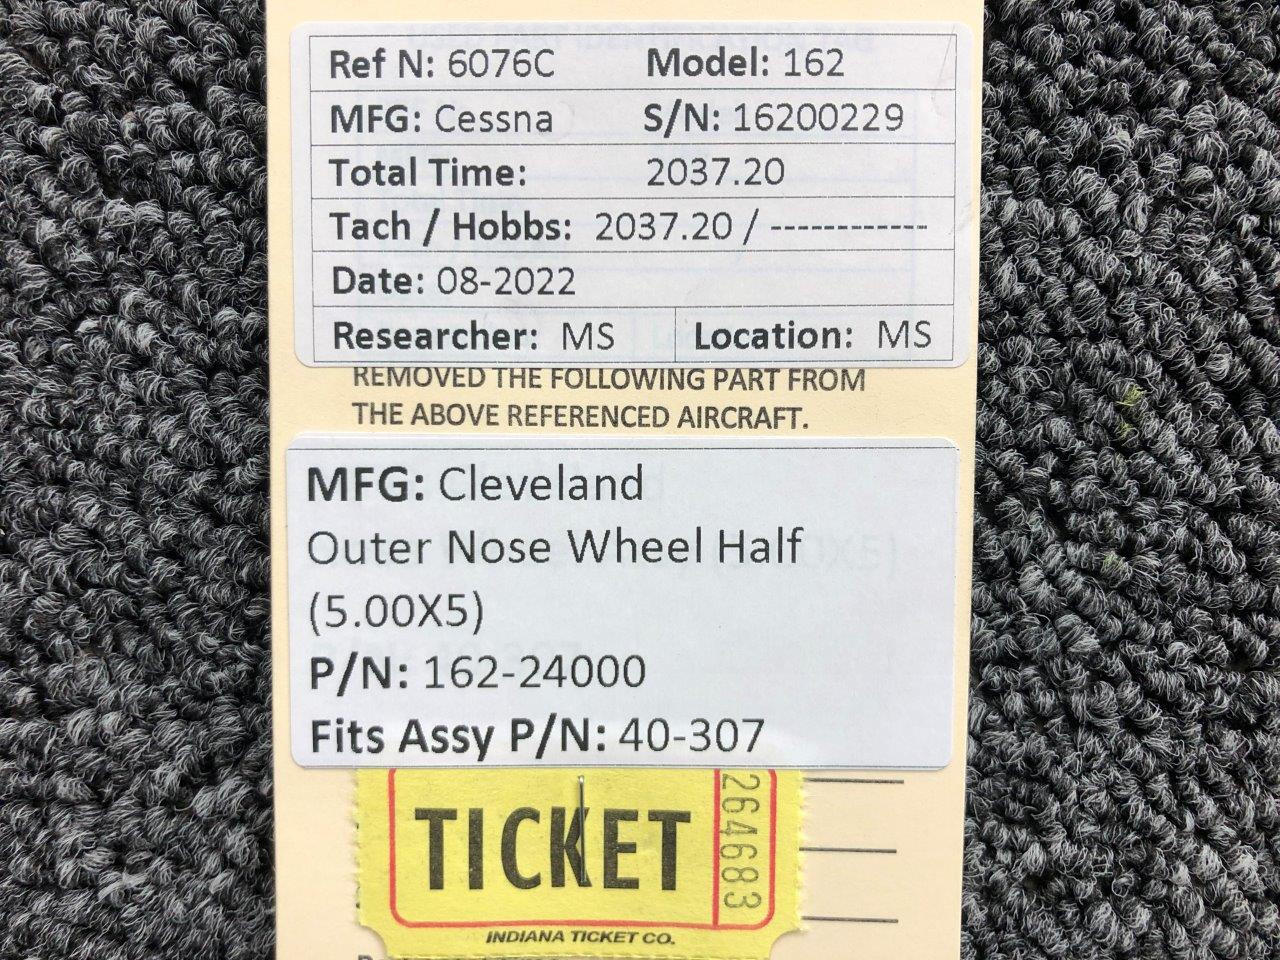 Ref N: 6076C Model: 162
MFG: Cessna S/N: 16200229
Total Time: 2037.20
Tach / Hobbs: 2037.20 / ------------
Date: 08-2022
Researcher: MS Location: MS
REMOVED THE FOLLOWING PART FROM
THE ABOVE REFERENCED AIRCRAFT.
MFG: Cleveland
Outer Nose Wheel Half
(5.00X5)
P/N: 162-24000
Fits Assy P/N: 40-307
TICKET
264683
INDIANA TICKET CO.